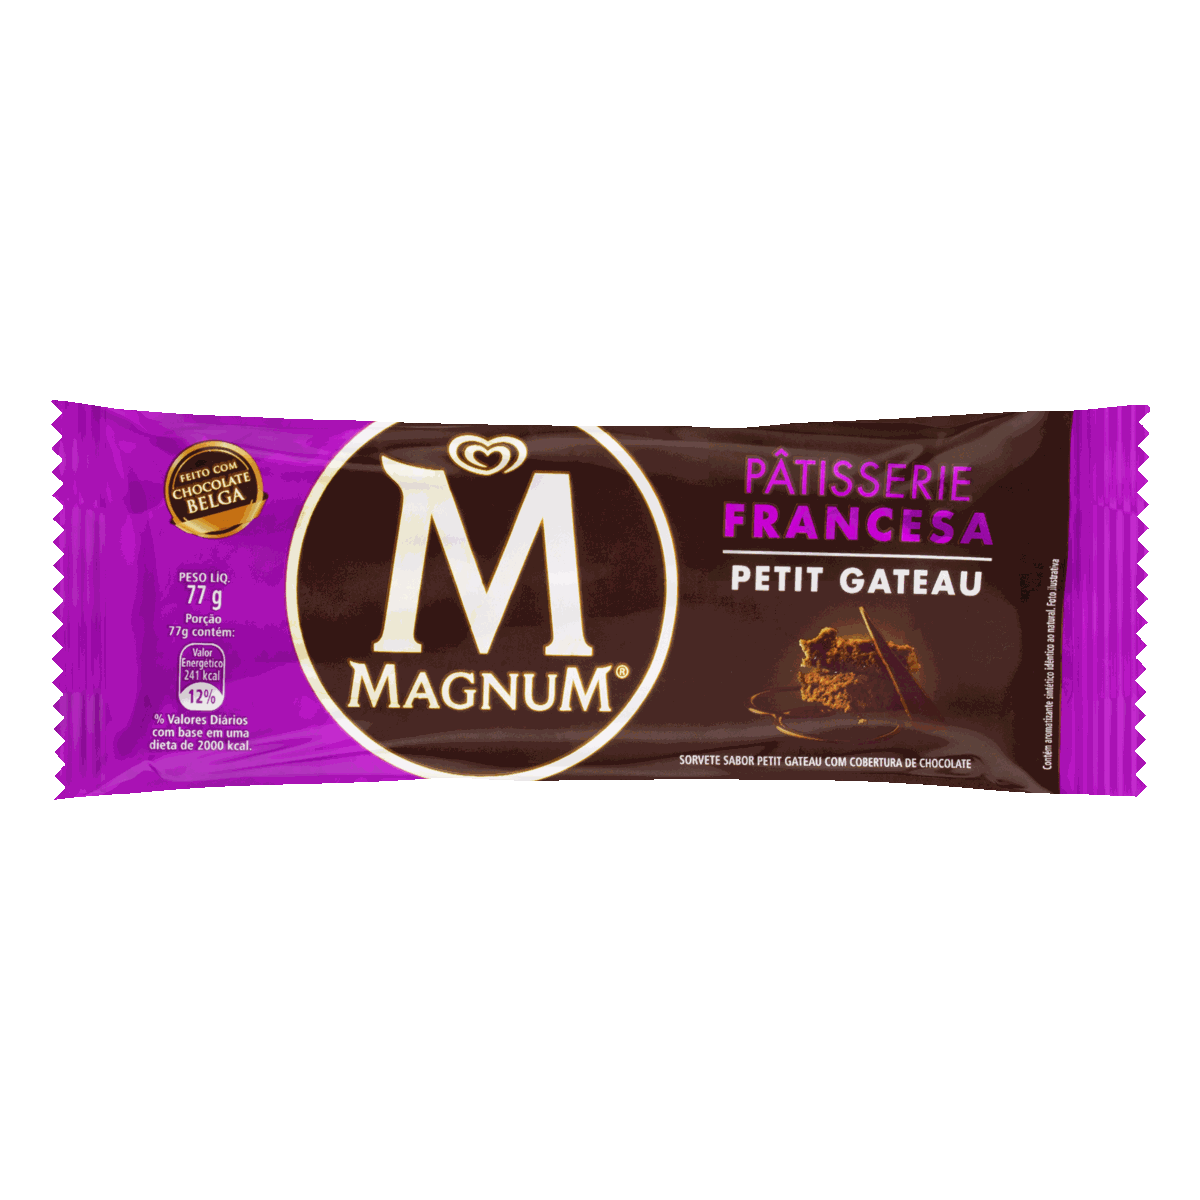 FEITO COM
CHOCOLATE
BELGA
PESO LÍQ.
77 g
Porção
77g contém:
Valor
Energético
241 kcal
12%
% Valores Diários
com base em uma
dieta de 2000 kcal.
M
MAGNUM®
PÂTISSERIE
FRANCESA
PETIT GATEAU
SORVETE SABOR PETIT GATEAU COM COBERTURA DE CHOCOLATE
Contém aromatizante sintético idêntico ao natural. Foto ilustrativa